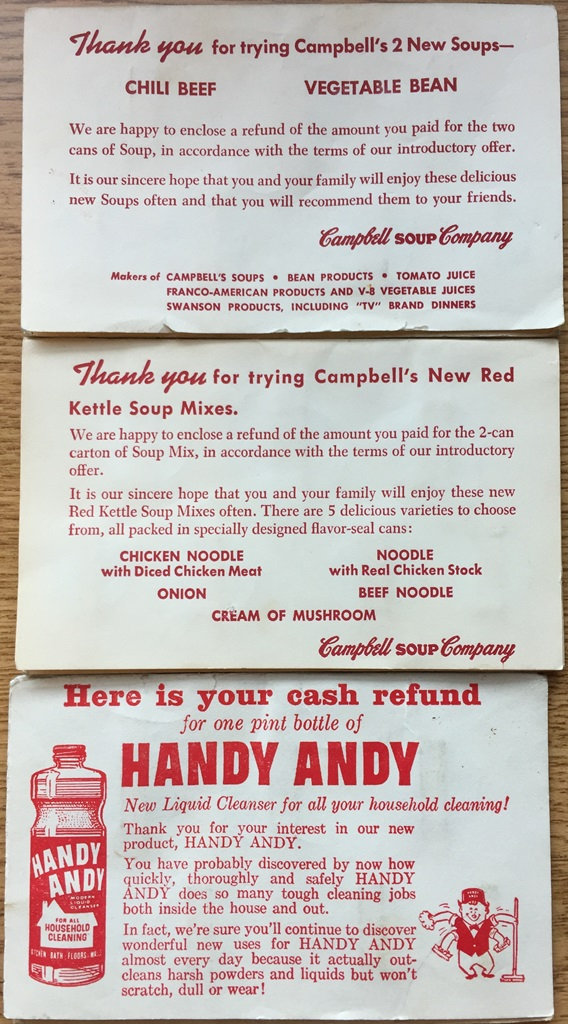 Thank you for trying Campbell's 2 New Soups—
CHILI BEEF VEGETABLE BEAN
We are happy to enclose a refund of the amount you paid for the two
cans of Soup, in accordance with the terms of our introductory offer.
It is our sincere hope that you and your family will enjoy these delicious
new Soups often and that you will recommend them to your friends.
Campbell SOUP Company
Makers of CAMPBELL'S SOUPS • BEAN PRODUCTS • TOMATO JUICE
FRANCO-AMERICAN PRODUCTS AND V-8 VEGETABLE JUICES
SWANSON PRODUCTS, INCLUDING "TV" BRAND DINNERS
Thank you for trying Campbell's New Red
Kettle Soup Mixes.
We are happy to enclose a refund of the amount you paid for the 2-can
carton of Soup Mix, in accordance with the terms of our introductory
offer.
It is our sincere hope that you and your family will enjoy these new
Red Kettle Soup Mixes often. There are 5 delicious varieties to choose
from, all packed in specially designed flavor-seal cans:
CHICKEN NOODLE NOODLE
with Diced Chicken Meat with Real Chicken Stock
ONION BEEF NOODLE
CREAM OF MUSHROOM
Campbell SOUP Company
Here is your cash refund
for one pint bottle of
HANDY ANDY
New Liquid Cleanser for all your household cleaning!
Thank you for your interest in our new
product, HANDY ANDY.
You have probably discovered by now how
quickly, thoroughly and safely HANDY
ANDY does so many tough cleaning jobs
both inside the house and out.
In fact, we're sure you'll continue to discover
wonderful new uses for HANDY ANDY
almost every day because it actually out-
cleans harsh powders and liquids but won't
scratch, dull or wear!
HANDY
ANDY
MODERN
LIQUID
CLEANSER
FOR ALL
HOUSEHOLD
CLEANING
KITCHEN BATH FLOORS
HANDY
ANDY